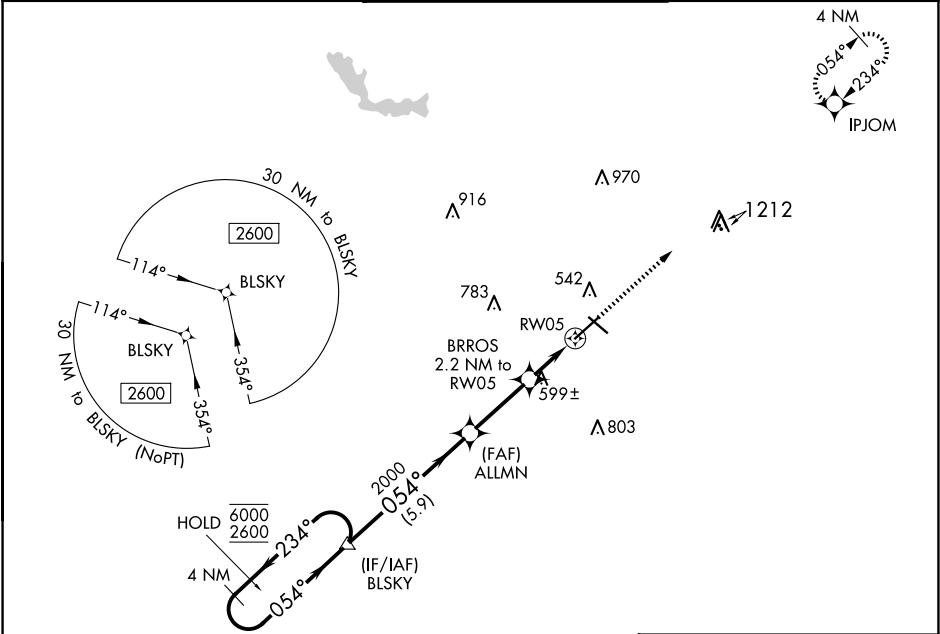 4 NM
054°
234°
IPJOM
970
916
1212
30 NM to BLSKY
2600
114°
BLSKY
354°
783
542
114°
BLSKY
2600
354°
30 NM to BLSKY (NoPT)
RW05
BRROS
2.2 NM to
RW05
599±
803
(FAF)
ALLMN
2000
054°
(5.9)
HOLD
6000
2600
234°
4 NM
054°
(IF/IAF)
BLSKY